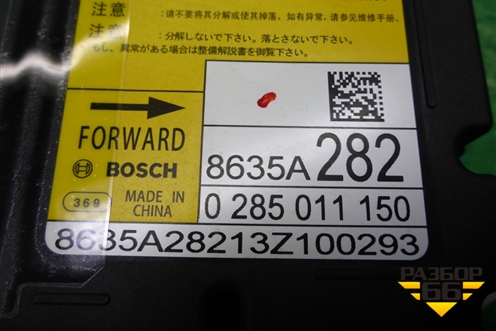 注意
:请不要将其分解或使其掉落,如有异常,请参见维修手册.
注意
:分解しないで下さい。落とさないで下さい。
もし、異常がある場合は整備解説書を御覧下さい。
FORWARD
8635A 282
BOSCH
369
MADE IN
CHINA
0 285 011 150
8635A28213Z100293
РАЗБОР
66